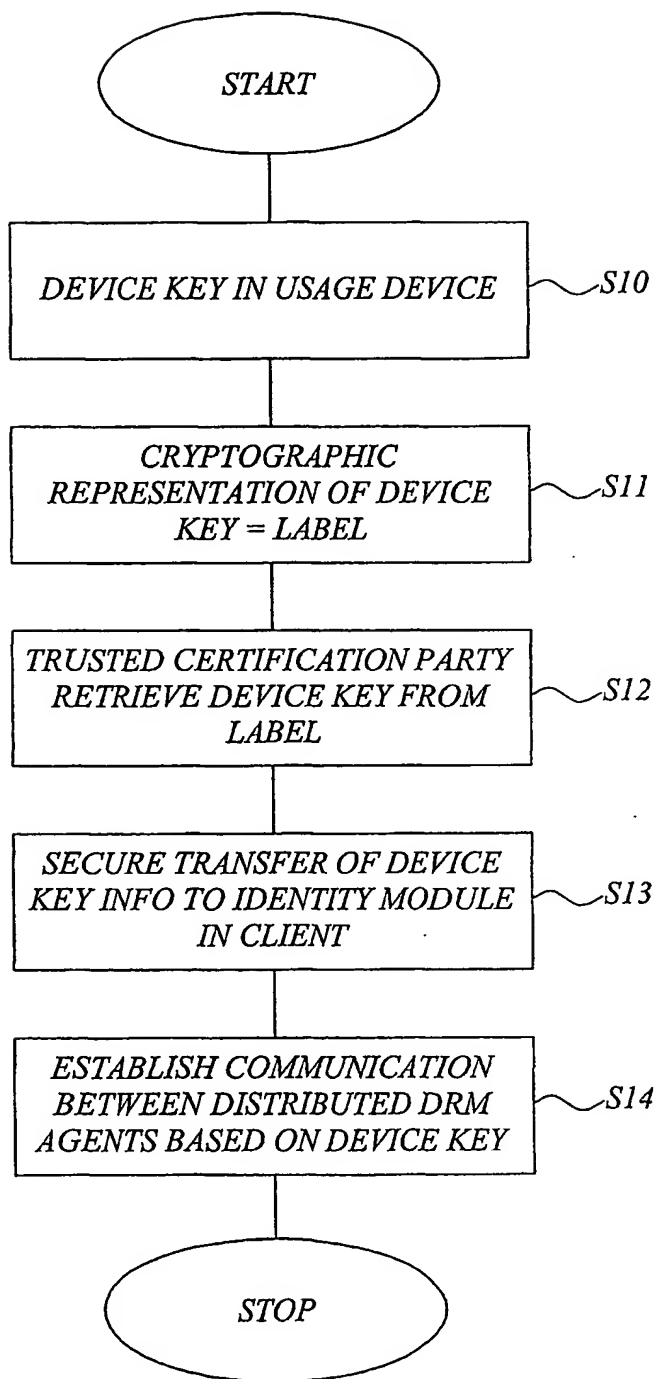 START
DEVICE KEY IN USAGE DEVICE
S10
CRYPTOGRAPHIC
REPRESENTATION OF DEVICE
KEY = LABEL
S11
TRUSTED CERTIFICATION PARTY
RETRIEVE DEVICE KEY FROM
LABEL
S12
SECURE TRANSFER OF DEVICE
KEY INFO TO IDENTITY MODULE
IN CLIENT
S13
ESTABLISH COMMUNICATION
BETWEEN DISTRIBUTED DRM
AGENTS BASED ON DEVICE KEY
S14
STOP